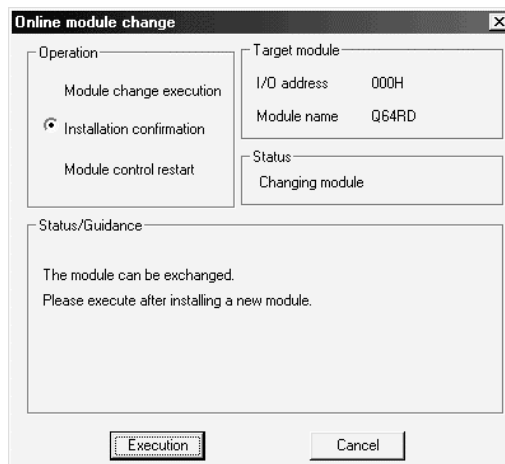 Online module change
Operation
Module change execution
Installation confirmation
Module control restart
Target module
I/O address 000H
Module name Q64RD
Status
Changing module
Status/Guidance
The module can be exchanged.
Please execute after installing a new module.
Execution Cancel